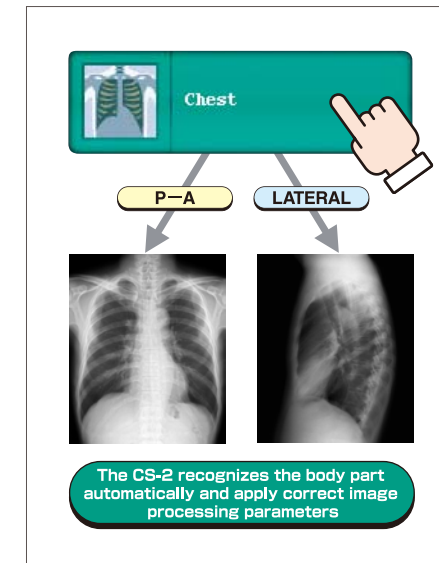 Chest
P—A
LATERAL
The CS-2 recognizes the body part
automatically and apply correct image
processing parameters